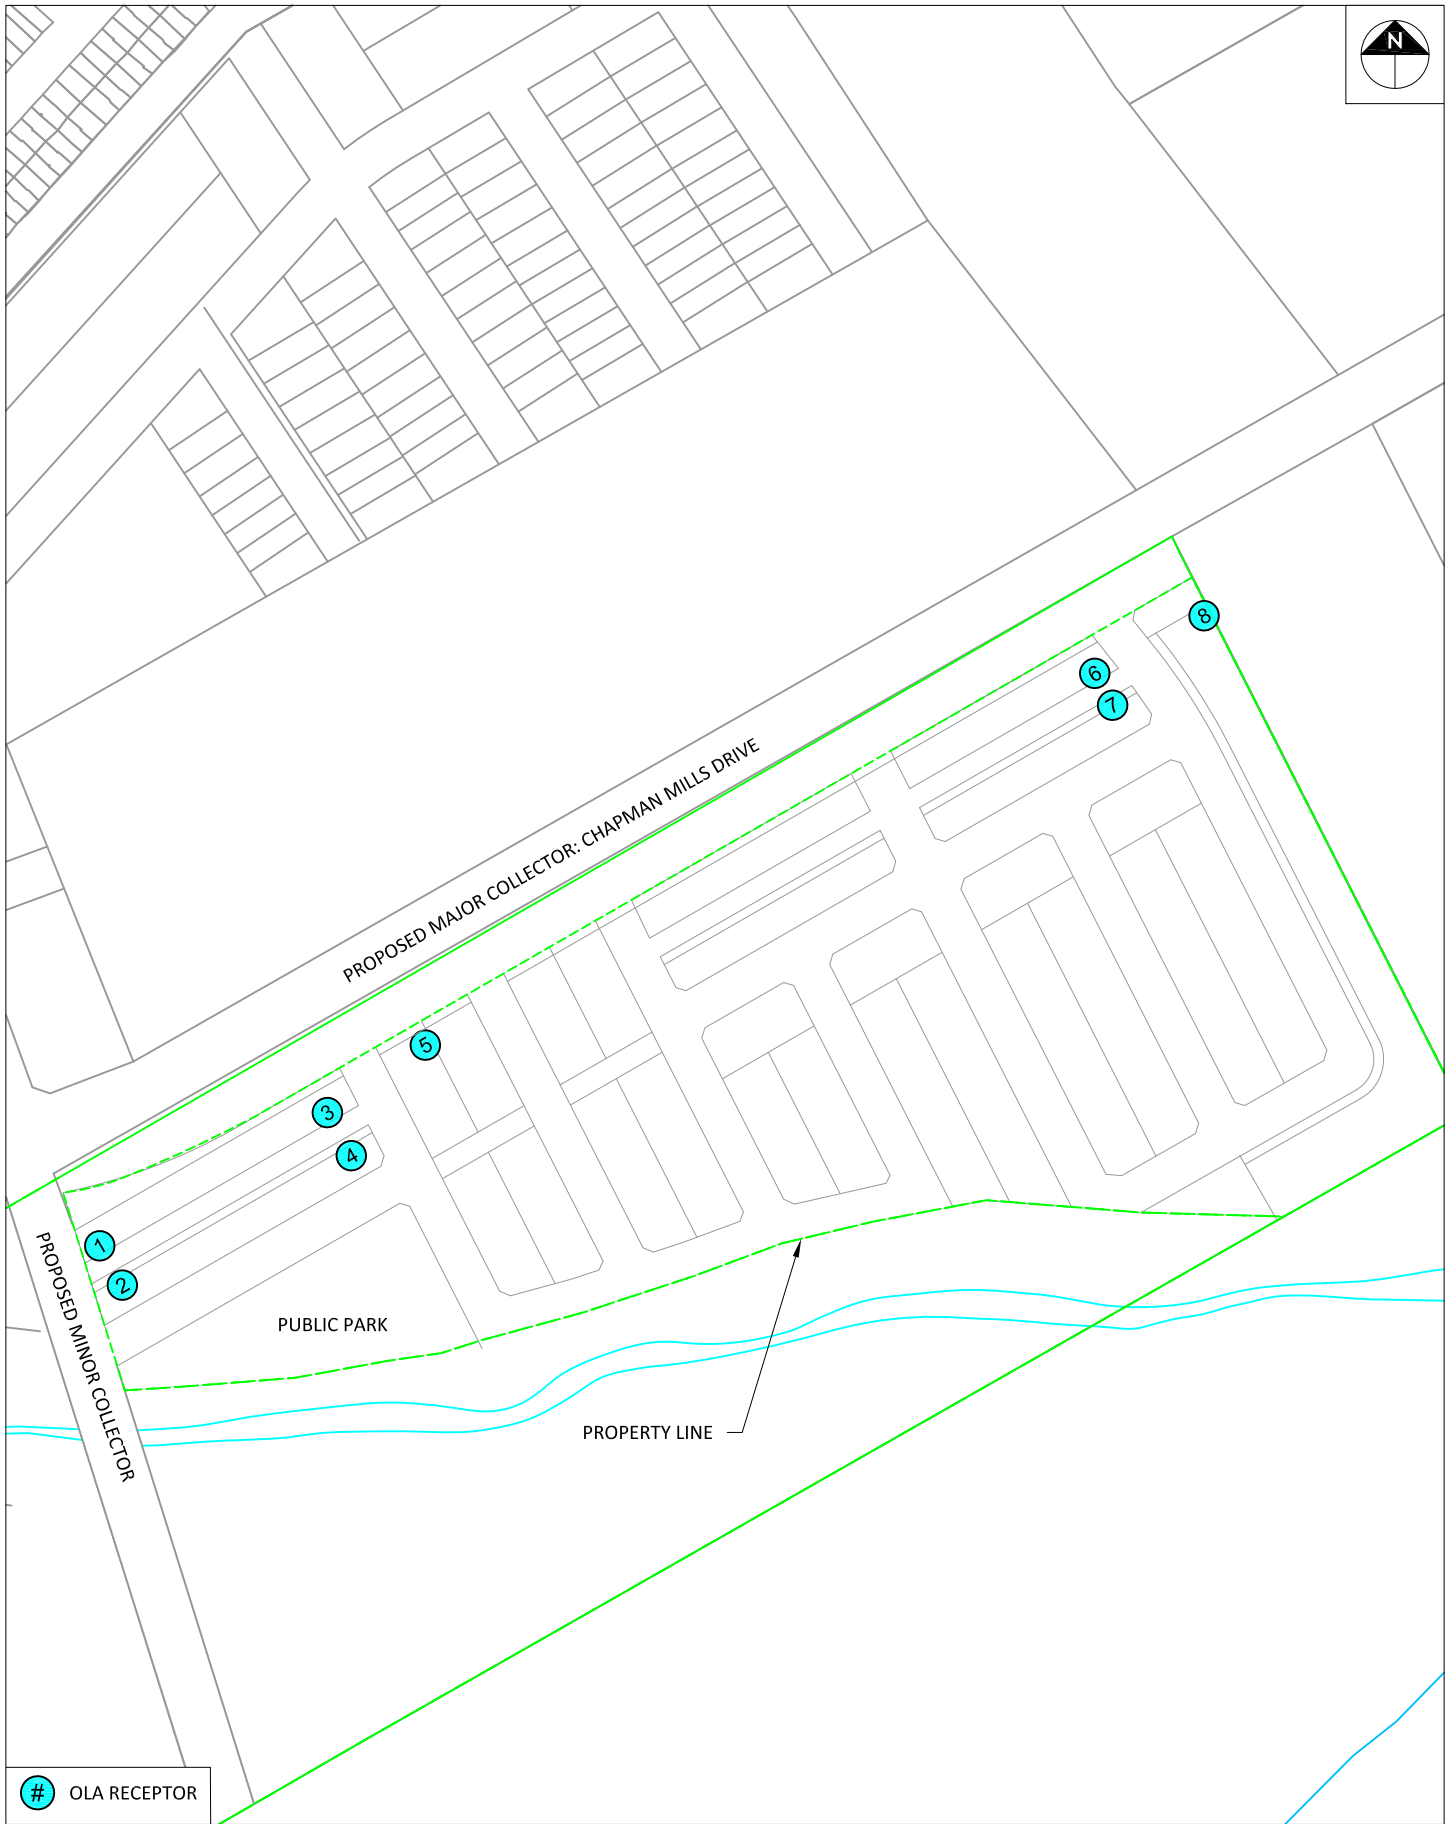 N
8
6
7
PROPOSED MAJOR COLLECTOR: CHAPMAN MILLS DRIVE
5
3
4
1
2
PROPOSED MINOR COLLECTOR
PUBLIC PARK
PROPERTY LINE
# OLA RECEPTOR